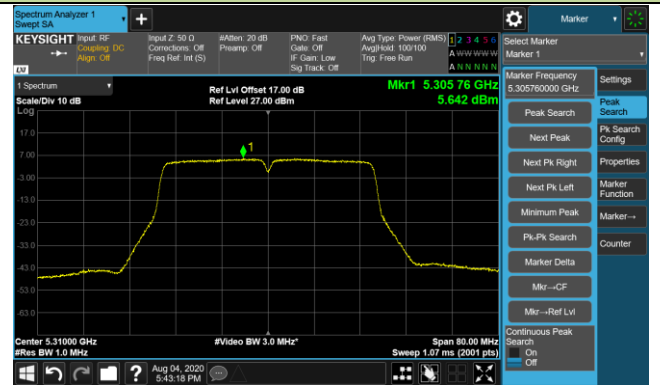 Spectrum Analyzer 1
Swept SA
Marker
KEYSIGHT
Input: RF
Coupling: DC
Align: Off
Input Z: 50 Ω
Corrections: Off
Freq Ref: Int (S)
#Atten: 20 dB
Preamp: Off
PNO: Fast
Gate: Off
IF Gain: Low
Sig Track: Off
Avg Type: Power (RMS)
Avg|Hold: 100/100
Trig: Free Run
1 2 3 4 5 6
A W W W W W
A N N N N N
LXI
Select Marker
Marker 1
1 Spectrum
Scale/Div 10 dB
Log
Ref Lvl Offset 17.00 dB
Ref Level 27.00 dBm
Mkr1 5.305 76 GHz
5.642 dBm
17.0
7.00
-3.00
-13.0
-23.0
-33.0
-43.0
-53.0
-63.0
1
Center 5.31000 GHz
#Res BW 1.0 MHz
#Video BW 3.0 MHz*
Span 80.00 MHz
Sweep 1.07 ms (2001 pts)
Marker Frequency
5.305760000 GHz
Peak Search
Next Peak
Next Pk Right
Next Pk Left
Minimum Peak
Pk-Pk Search
Marker Delta
Mkr→CF
Mkr→Ref Lvl
Continuous Peak
Search
On
Off
Settings
Peak
Search
Pk Search
Config
Properties
Marker
Function
Marker→
Counter
Aug 04, 2020
5:43:18 PM